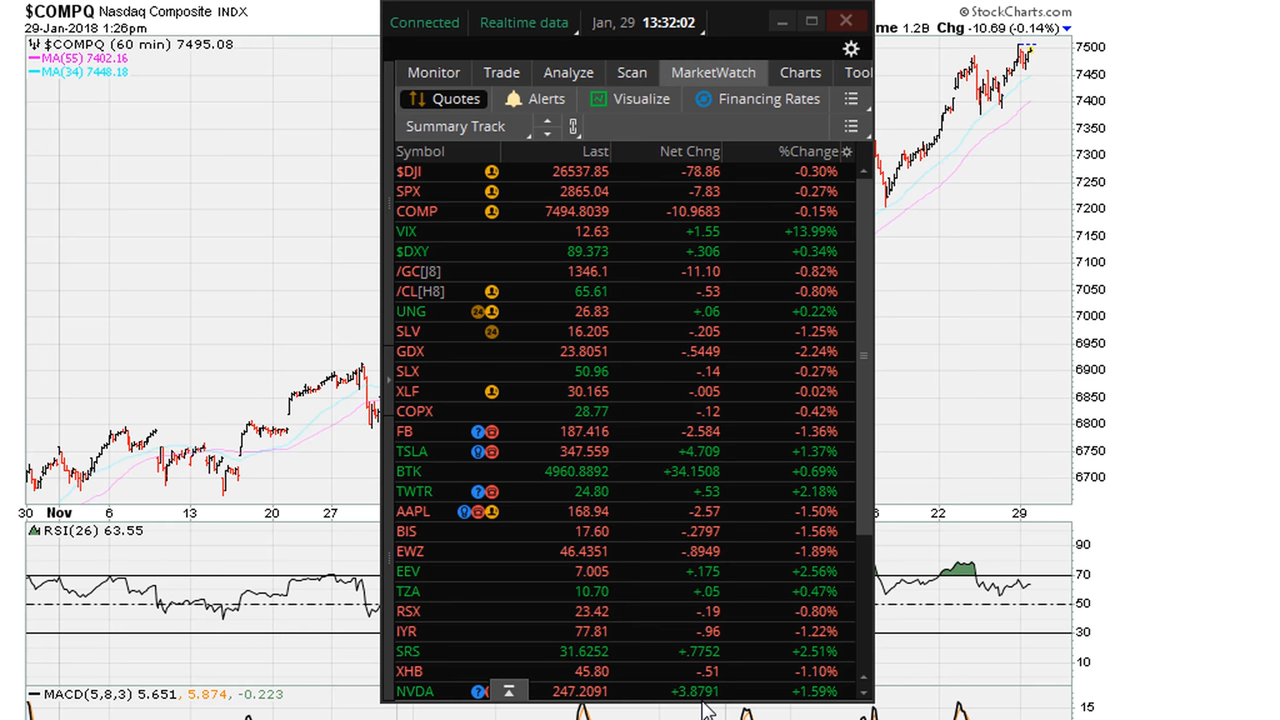 $COMPQ Nasdaq Composite INDX
29-Jan-2018 1:26pm
© StockCharts.com
me 1.2B Chg -10.69 (-0.14%)
$COMPQ (60 min) 7495.08
MA(55) 7402.16
MA(34) 7448.18
Connected Realtime data Jan, 29 13:32:02
Monitor Trade Analyze Scan MarketWatch Charts Tool
Quotes Alerts Visualize Financing Rates
Summary Track
Symbol Last Net Chng %Change
$DJI 26537.85 -78.86 -0.30%
SPX 2865.04 -7.83 -0.27%
COMP 7494.8039 -10.9683 -0.15%
VIX 12.63 +1.55 +13.99%
$DXY 89.373 +.306 +0.34%
/GC[J8] 1346.1 -11.10 -0.82%
/CL[H8] 65.61 -.53 -0.80%
UNG 24 26.83 +.06 +0.22%
SLV 24 16.205 -.205 -1.25%
GDX 23.8051 -.5449 -2.24%
SLX 50.96 -.14 -0.27%
XLF 30.165 -.005 -0.02%
COPX 28.77 -.12 -0.42%
FB 187.416 -2.584 -1.36%
TSLA 347.559 +4.709 +1.37%
BTK 4960.8892 +34.1508 +0.69%
TWTR 24.80 +.53 +2.18%
AAPL 168.94 -2.57 -1.50%
BIS 17.60 -.2797 -1.56%
EWZ 46.4351 -.8949 -1.89%
EEV 7.005 +.175 +2.56%
TZA 10.70 +.05 +0.47%
RSX 23.42 -.19 -0.80%
IYR 77.81 -.96 -1.22%
SRS 31.6252 +.7752 +2.51%
XHB 45.80 -.51 -1.10%
NVDA 247.2091 +3.8791 +1.59%
7500
7450
7400
7350
7300
7250
7200
7150
7100
7050
7000
6950
6900
6850
6800
6750
6700
30 Nov 6 13 20 27
22 29
RSI(26) 63.55
90
70
50
30
10
MACD(5,8,3) 5.651, 5.874, -0.223
15